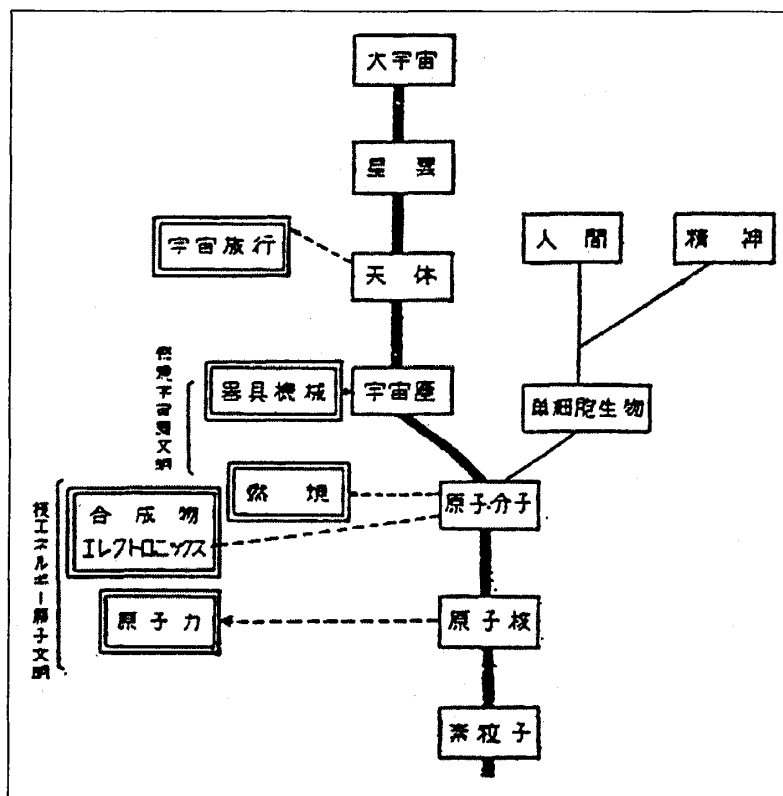 大宇宙
星雲
宇宙旅行
天体
人間
精神
器具機械
宇宙塵
単細胞生物
燃焼
原子・分子
合成物
エレクトロニックス
核エネルギー原子文明
原子力
原子核
素粒子